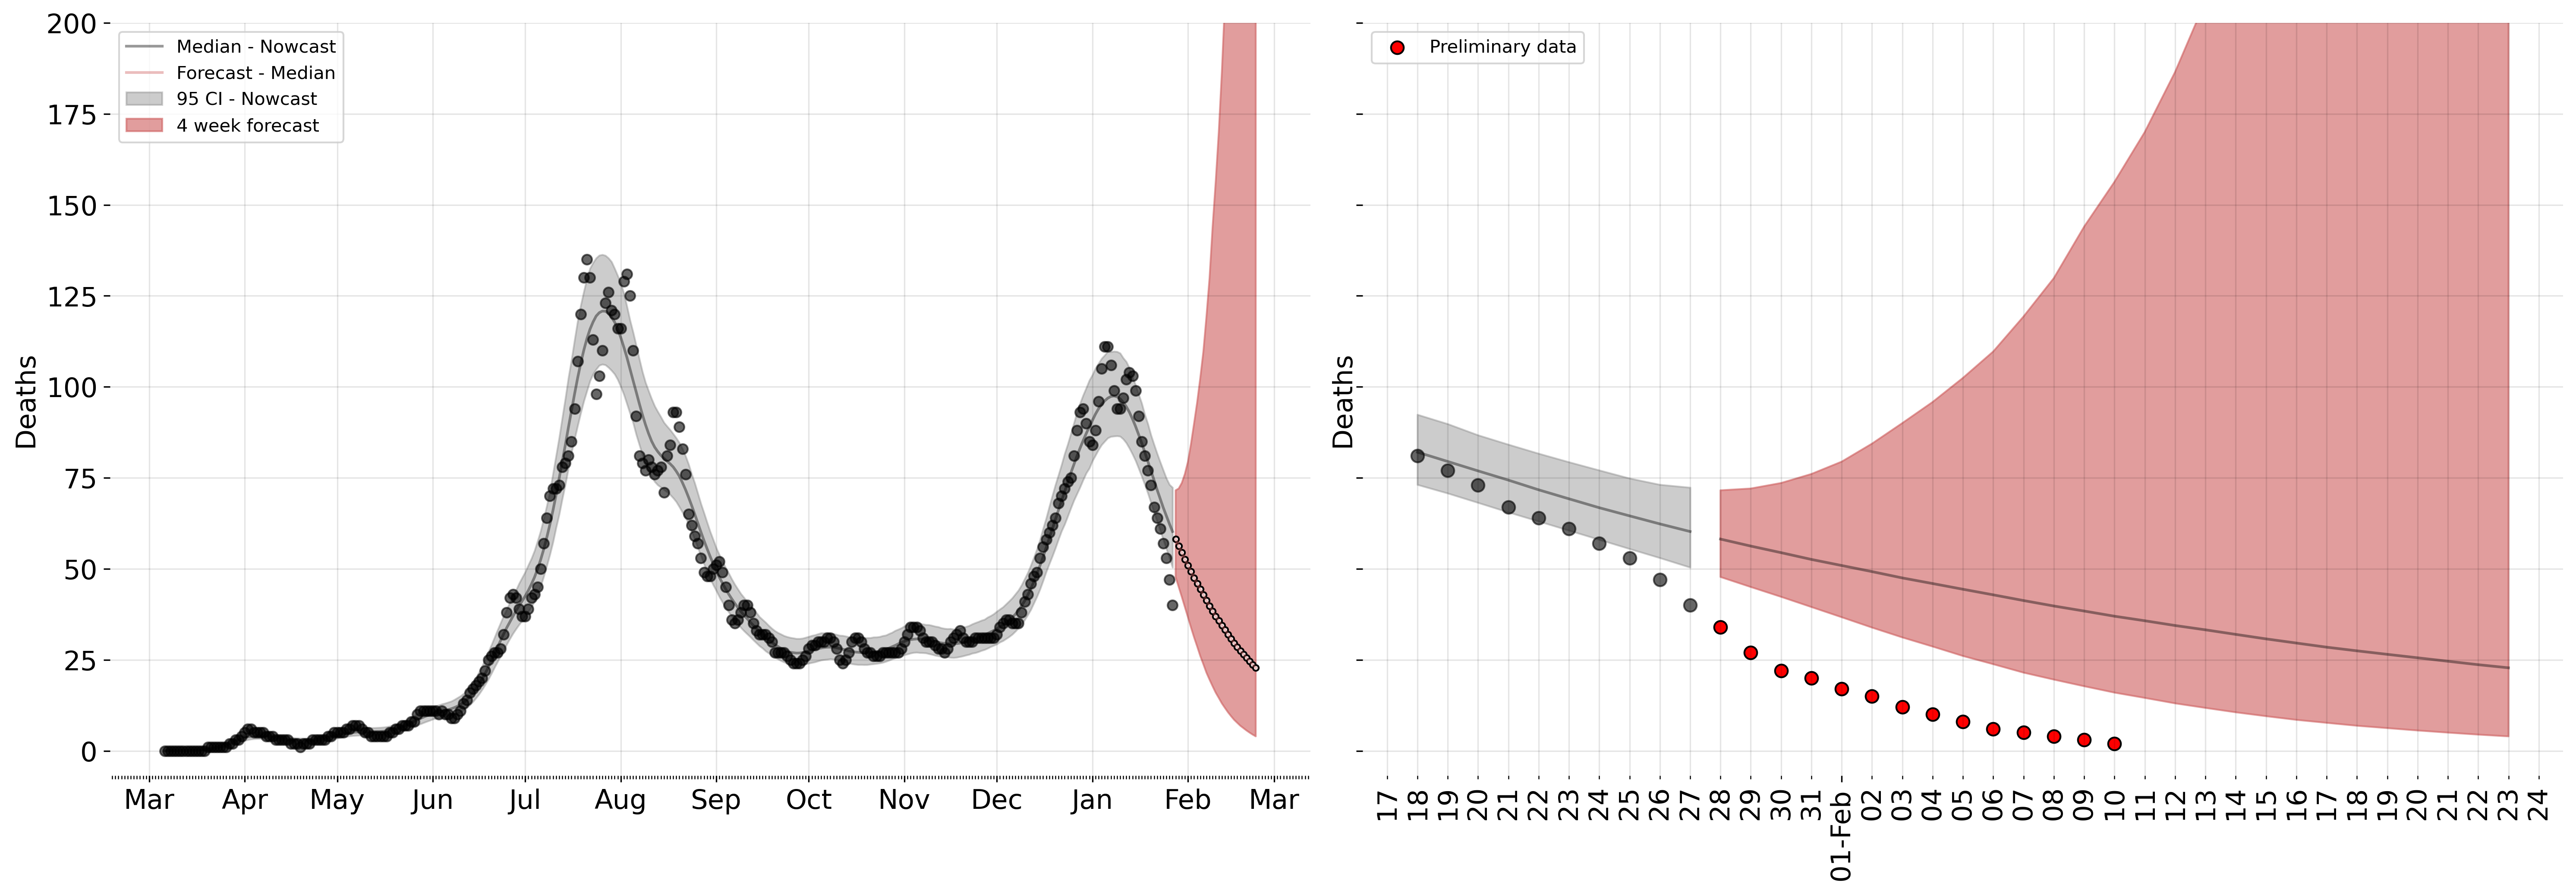 200
175
150
125
100
75
50
25
0
Deaths
Median - Nowcast
Forecast - Median
95 CI - Nowcast
4 week forecast
Mar Apr May Jun Jul Aug Sep Oct Nov Dec Jan Feb Mar
Deaths
Preliminary data
17 18 19 20 21 22 23 24 25 26 27 28 29 30 31 01-Feb 02 03 04 05 06 07 08 09 10 11 12 13 14 15 16 17 18 19 20 21 22 23 24